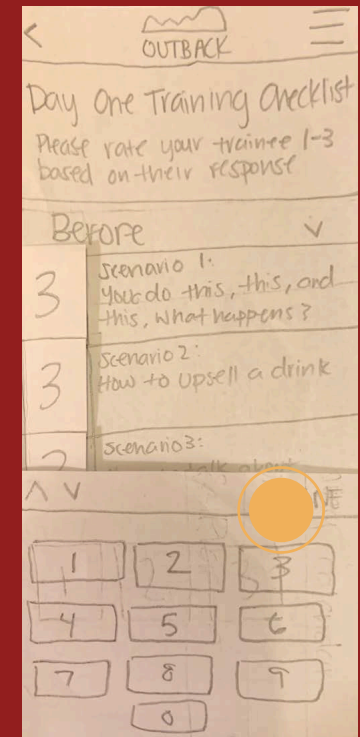 <
OUTBACK
Day One Training Checklist
Please rate your trainee 1-3
based on their response
Before
3
Scenario 1:
You do this, this, and
this, what happens?
3
Scenario 2:
How to upsell a drink
Scenario 3:
talk about
1 2 3
4 5 6
7 8 9
0